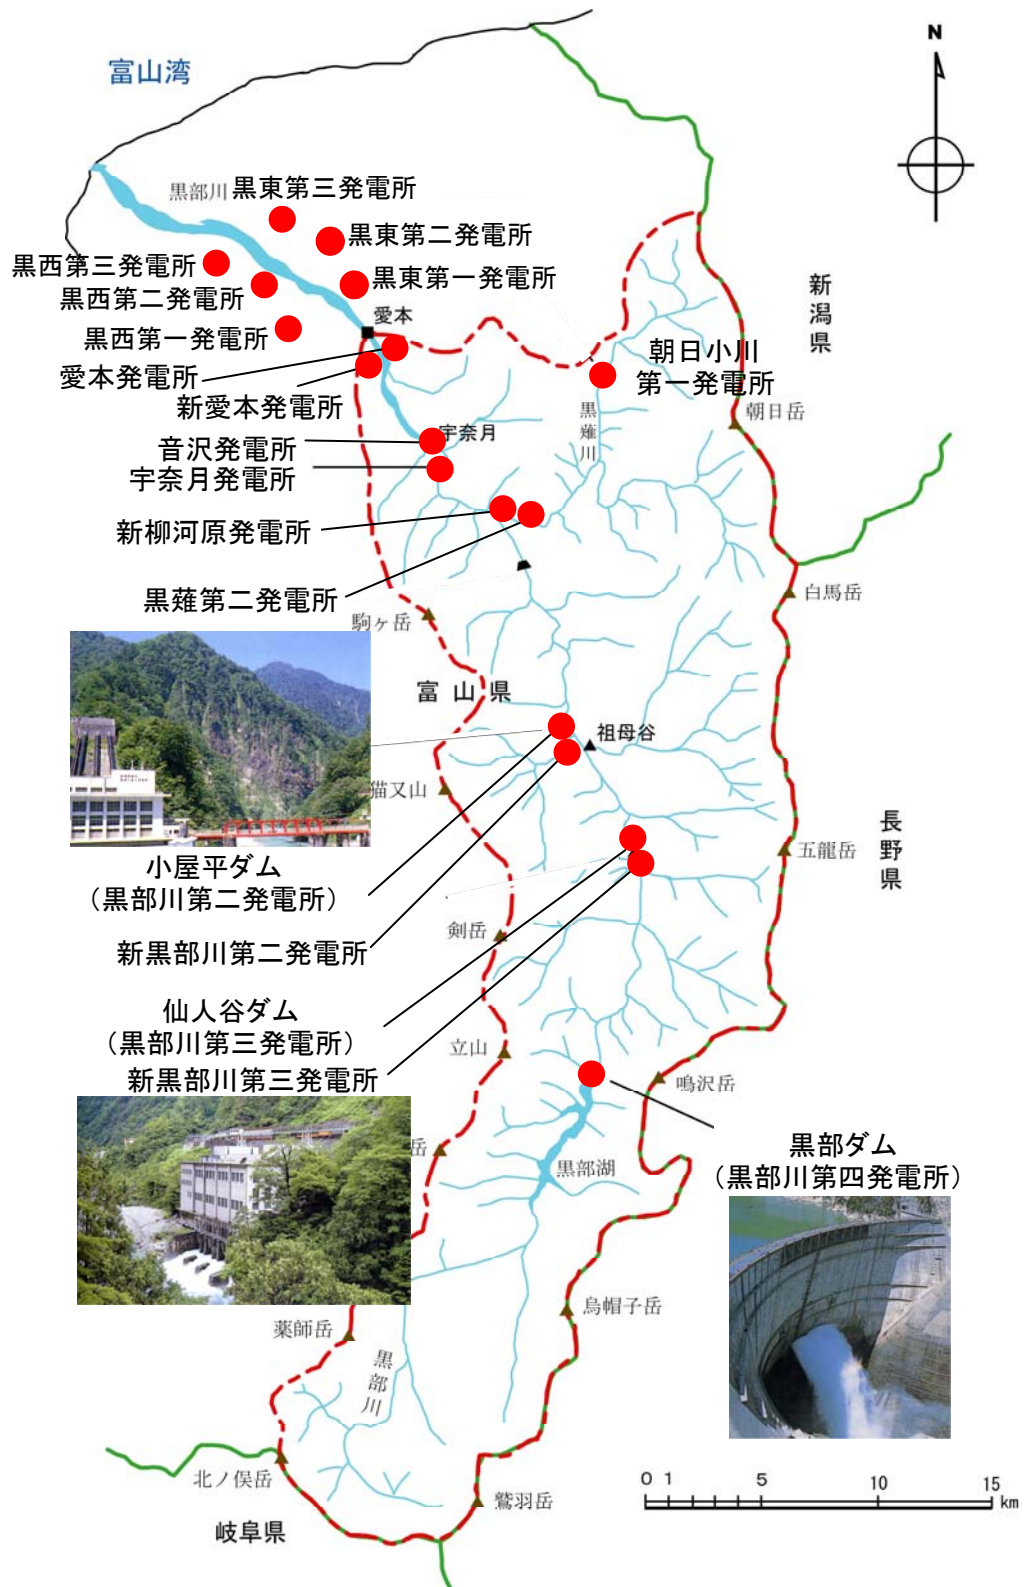 N
富山湾
黒部川
黒東第三発電所
黒東第二発電所
黒西第三発電所
黒東第一発電所
黒西第二発電所
新潟県
愛本
黒西第一発電所
朝日小川
第一発電所
愛本発電所
新愛本発電所
黒薙川
朝日岳
宇奈月
音沢発電所
宇奈月発電所
新柳河原発電所
黒薙第二発電所
白馬岳
駒ヶ岳
富山県
祖母谷
猫又山
長野県
五龍岳
小屋平ダム
(黒部川第二発電所)
剣岳
新黒部川第二発電所
仙人谷ダム
(黒部川第三発電所)
立山
新黒部川第三発電所
鳴沢岳
黒部ダム
(黒部川第四発電所)
岳
黒部湖
烏帽子岳
薬師岳
黒部川
北ノ俣岳
鷲羽岳
0 1 5 10 15
km
岐阜県